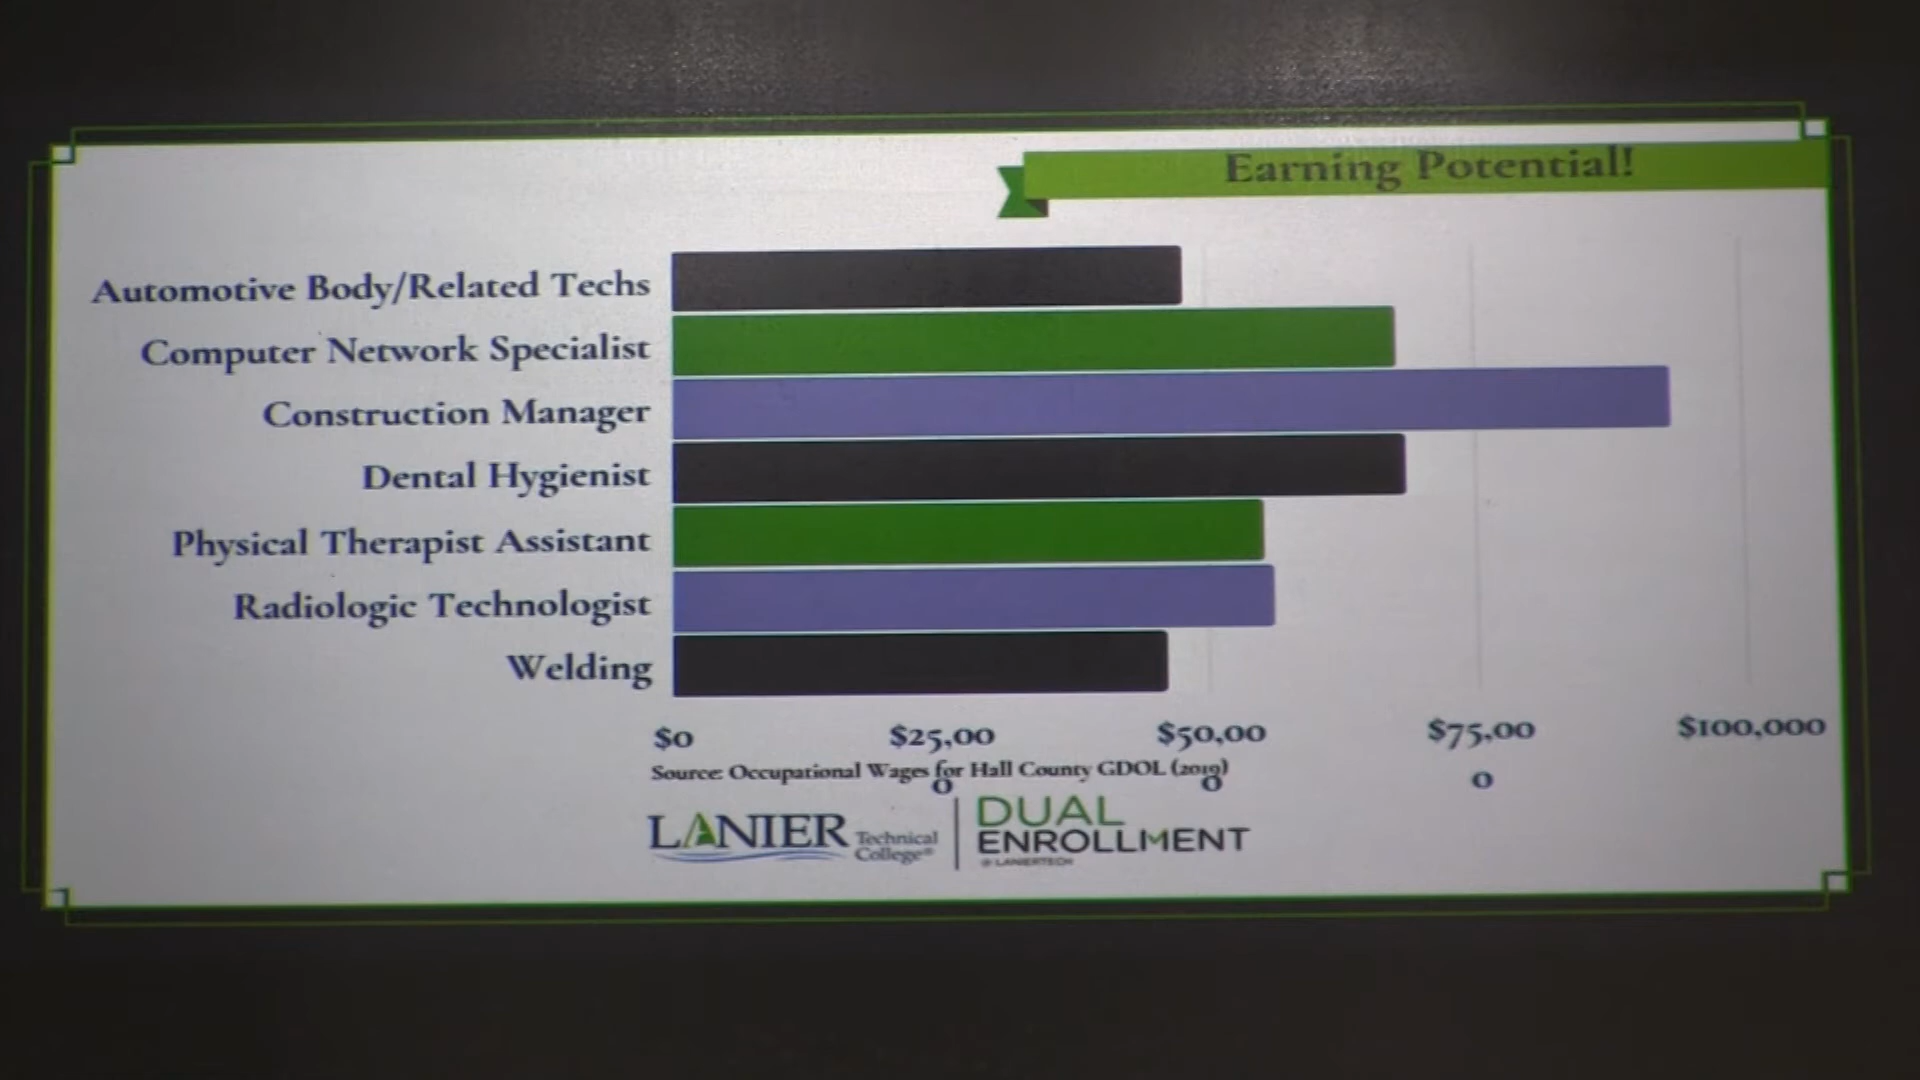 Earning Potential!
Automotive Body/Related Techs
Computer Network Specialist
Construction Manager
Dental Hygienist
Physical Therapist Assistant
Radiologic Technologist
Welding
$0 $25,00 $50,00 $75,00 $100,000
0 0 0
Source: Occupational Wages for Hall County GDOL (2019)
LANIER Technical College®
DUAL
ENROLLMENT
@ LANIERTECH